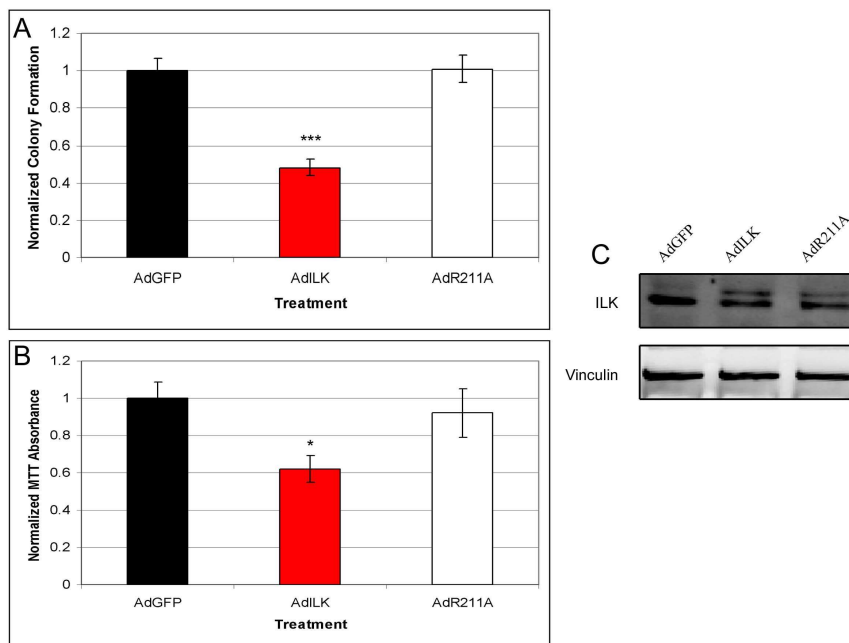 A
Normalized Colony Formation
1.2
1
0.8
0.6
0.4
0.2
0
***
AdGFP
AdILK
AdR211A
Treatment
B
Normalized MTT Absorbance
1.2
1
0.8
0.6
0.4
0.2
0
*
AdGFP
AdILK
AdR211A
Treatment
C
AdGFP
AdILK
AdR211A
ILK
Vinculin